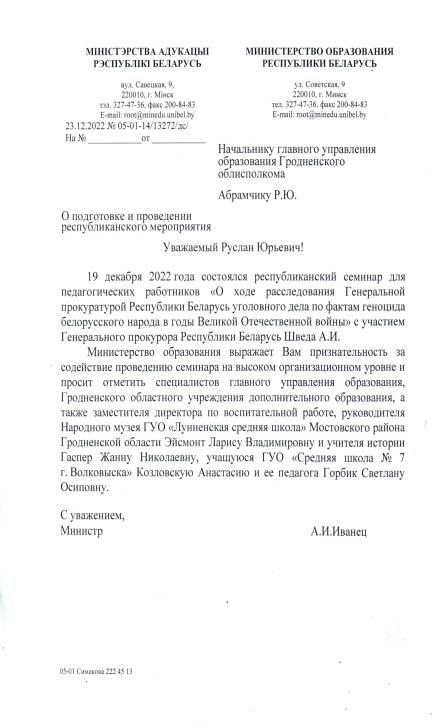 МІНІСТЭРСТВА АДУКАЦЫІ
РЭСПУБЛІКІ БЕЛАРУСЬ
вул. Савецкая, 9,
220010, г. Мінск
тэл. 327-47-36, факс 200-84-83
E-mail: root@minedu.unibel.by
23.12.2022 № 05-01-14/13272/дс/
На № ____________от ____________
МИНИСТЕРСТВО ОБРАЗОВАНИЯ
РЕСПУБЛИКИ БЕЛАРУСЬ
ул. Советская, 9
220010, г. Минск
тел. 327-47-36, факс 200-84-83
E-mail: root@minedu.unibel.by
Начальнику главного управления
образования Гродненского
облисполкома
Абрамчику Р.Ю.
О подготовке и проведении
республиканского мероприятия
Уважаемый Руслан Юрьевич!
19 декабря 2022 года состоялся республиканский семинар для
педагогических работников «О ходе расследования Генеральной
прокуратурой Республики Беларусь уголовного дела по фактам геноцида
белорусского народа в годы Великой Отечественной войны» с участием
Генерального прокурора Республики Беларусь Шведа А.И.
Министерство образования выражает Вам признательность за
содействие проведению семинара на высоком организационном уровне и
просит отметить специалистов главного управления образования,
Гродненского областного учреждения дополнительного образования, а
также заместителя директора по воспитательной работе, руководителя
Народного музея ГУО «Лунненская средняя школа» Мостовского района
Гродненской области Эйсмонт Ларису Владимировну и учителя истории
Гаспер Жанну Николаевну, учащуюся ГУО «Средняя школа № 7
г. Волковыска» Козловскую Анастасию и ее педагога Горбик Светлану
Осиповну.
С уважением,
Министр А.И.Иванец
05-01 Симакова 222 45 13